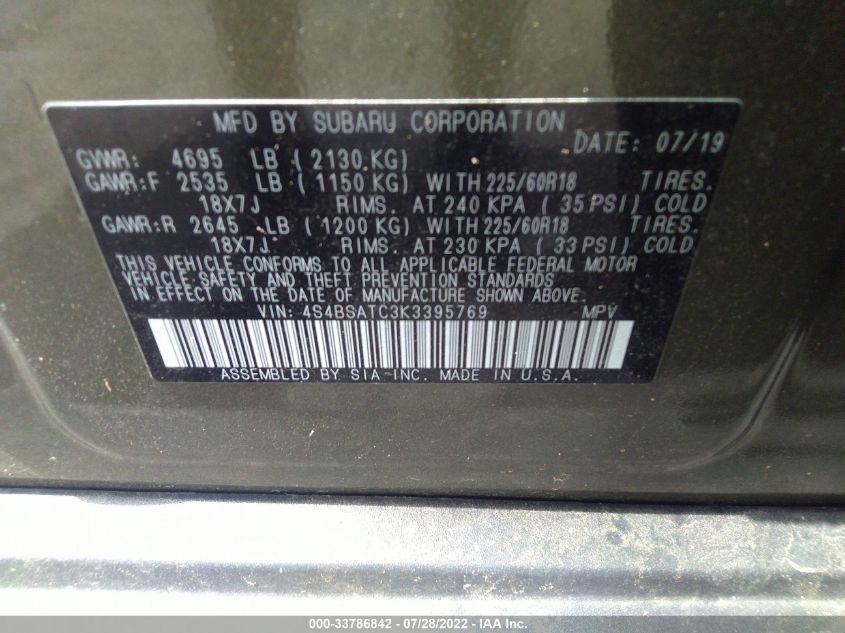 MFD BY SUBARU CORPORATION DATE: 07/19
GVWR: 4695 LB ( 2130 KG)
GAWR:F 2535 LB ( 1150 KG) WITH 225/60R18 TIRES.
18X7J RIMS. AT 240 KPA ( 35 PSI) COLD
GAWR:R 2645 LB ( 1200 KG) WITH 225/60R18 TIRES.
18X7J RIMS. AT 230 KPA ( 33 PSI) COLD
THIS VEHICLE CONFORMS TO ALL APPLICABLE FEDERAL MOTOR
VEHICLE SAFETY AND THEFT PREVENTION STANDARDS
IN EFFECT ON THE DATE OF MANUFACTURE SHOWN ABOVE.
VIN: 4S4BSATC3K3395769 MPV
ASSEMBLED BY SIA-INC. MADE IN U.S.A.
000-33786842 - 07/28/2022 - IAA Inc.